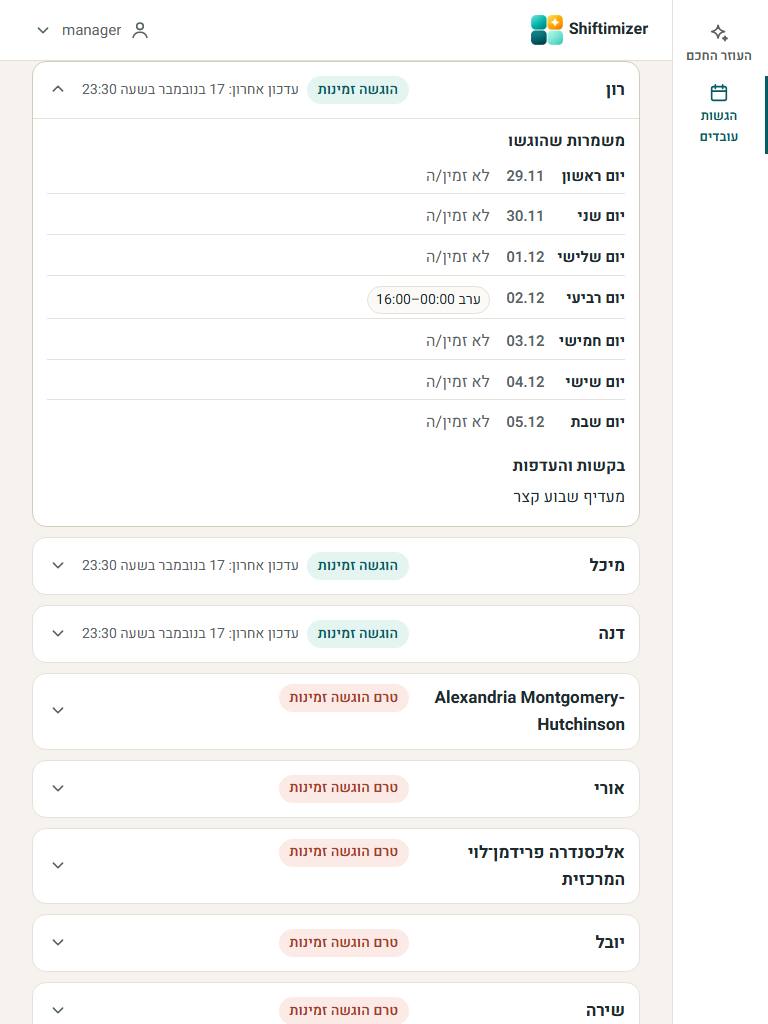 Shiftimizer
manager
העוזר החכם
הגשות
עובדים
רון
הוגשה זמינות
עדכון אחרון: 17 בנובמבר בשעה 23:30
משמרות שהוגשו
יום ראשון 29.11 לא זמין/ה
יום שני 30.11 לא זמין/ה
יום שלישי 01.12 לא זמין/ה
יום רביעי 02.12 ערב 16:00–00:00
יום חמישי 03.12 לא זמין/ה
יום שישי 04.12 לא זמין/ה
יום שבת 05.12 לא זמין/ה
בקשות והעדפות
מעדיף שבוע קצר
מיכל
הוגשה זמינות
עדכון אחרון: 17 בנובמבר בשעה 23:30
דנה
הוגשה זמינות
עדכון אחרון: 17 בנובמבר בשעה 23:30
Alexandria Montgomery-
Hutchinson
טרם הוגשה זמינות
אורי
טרם הוגשה זמינות
אלכסנדרה פרידמן־לוי
המרכזית
טרם הוגשה זמינות
יובל
טרם הוגשה זמינות
שירה
טרם הוגשה זמינות